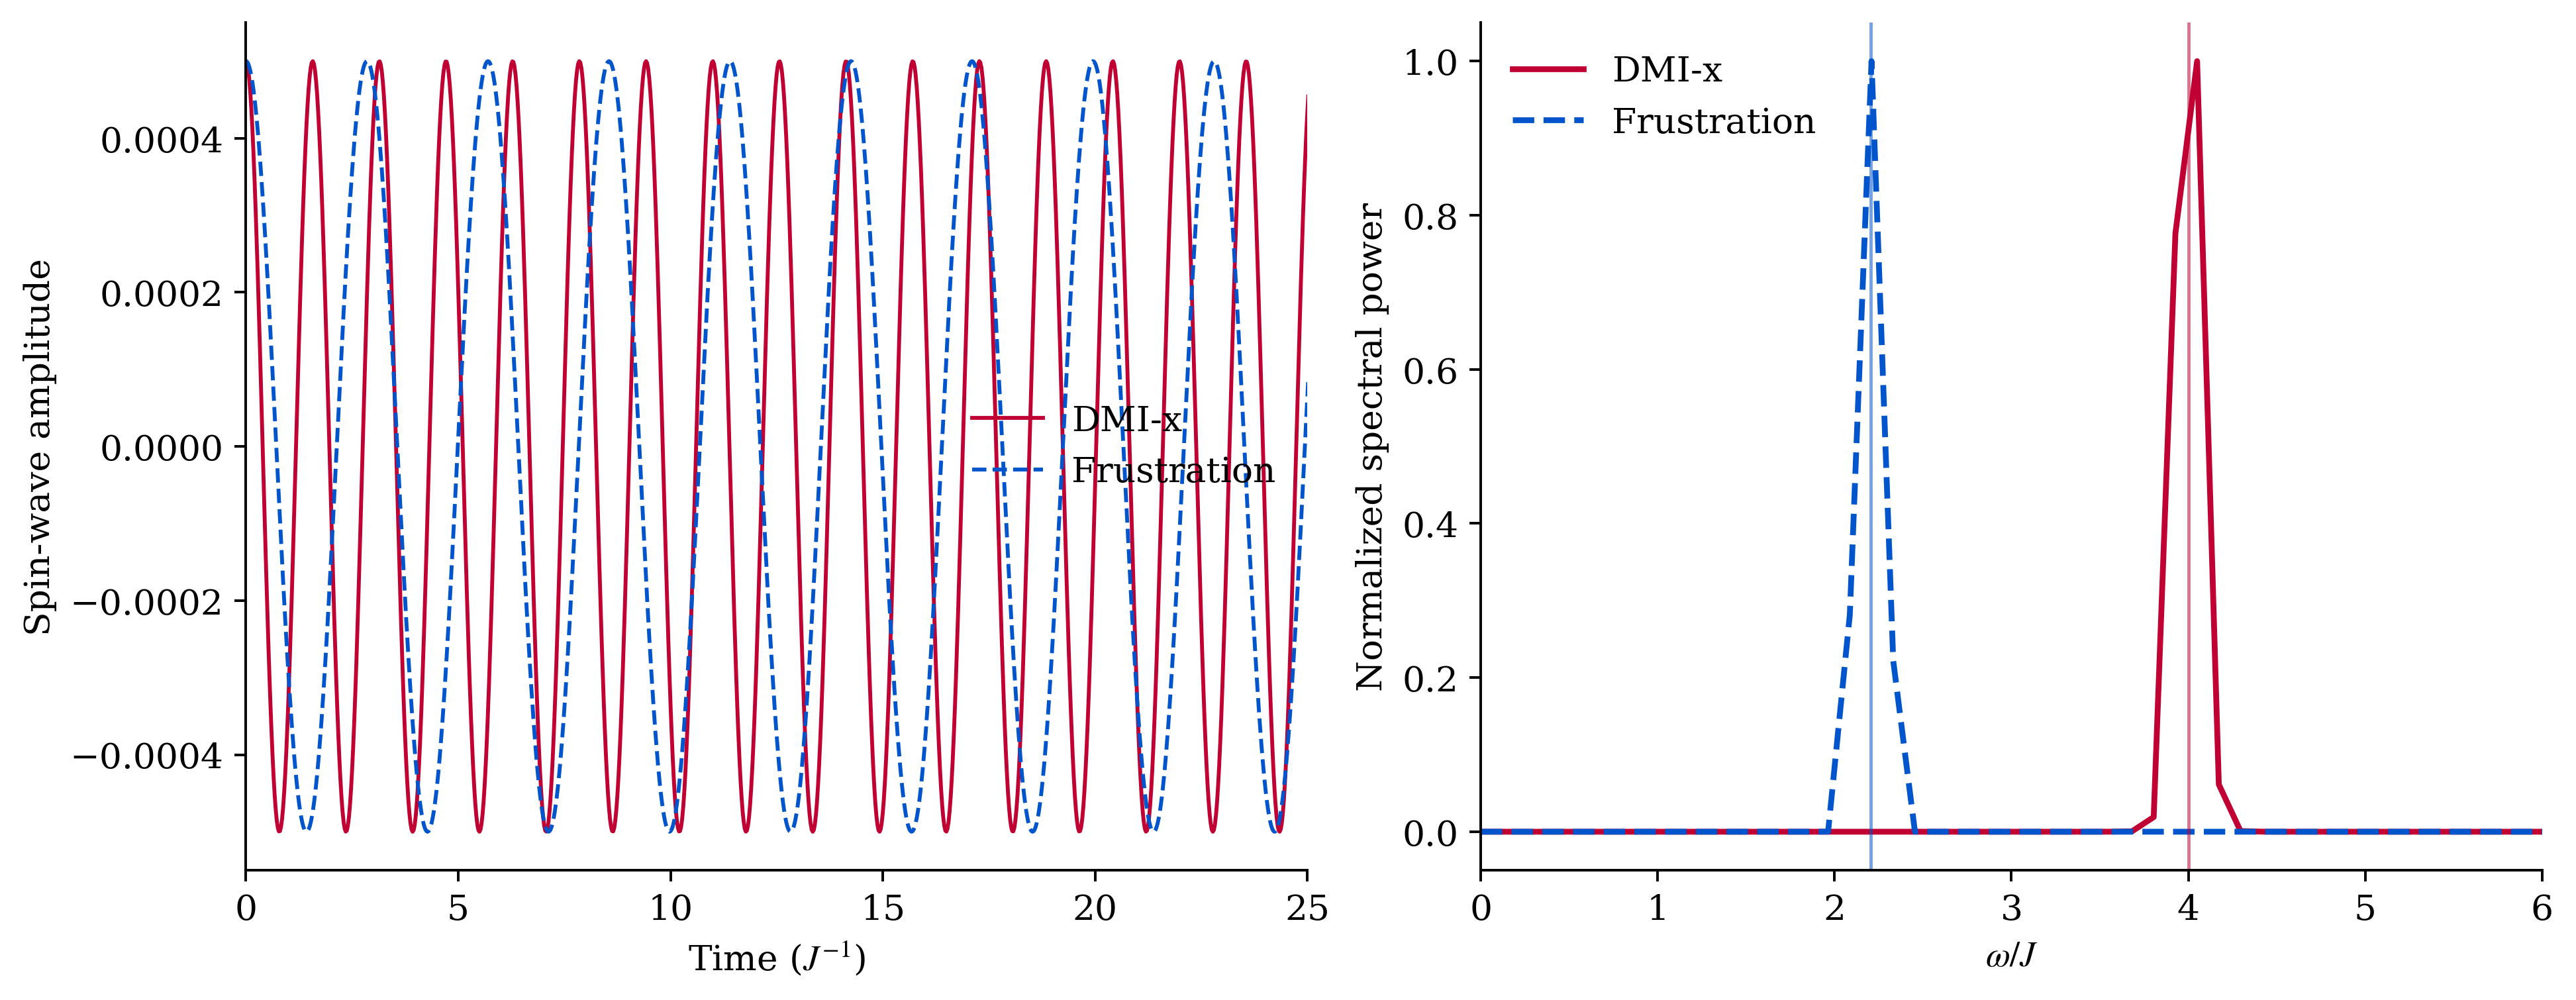 Spin-wave amplitude
0.0004
0.0002
0.0000
−0.0002
−0.0004
DMI-x
Frustration
0 5 10 15 20 25
Time (J⁻¹)
Normalized spectral power
1.0
0.8
0.6
0.4
0.2
0.0
DMI-x
Frustration
0 1 2 3 4 5 6
ω/J